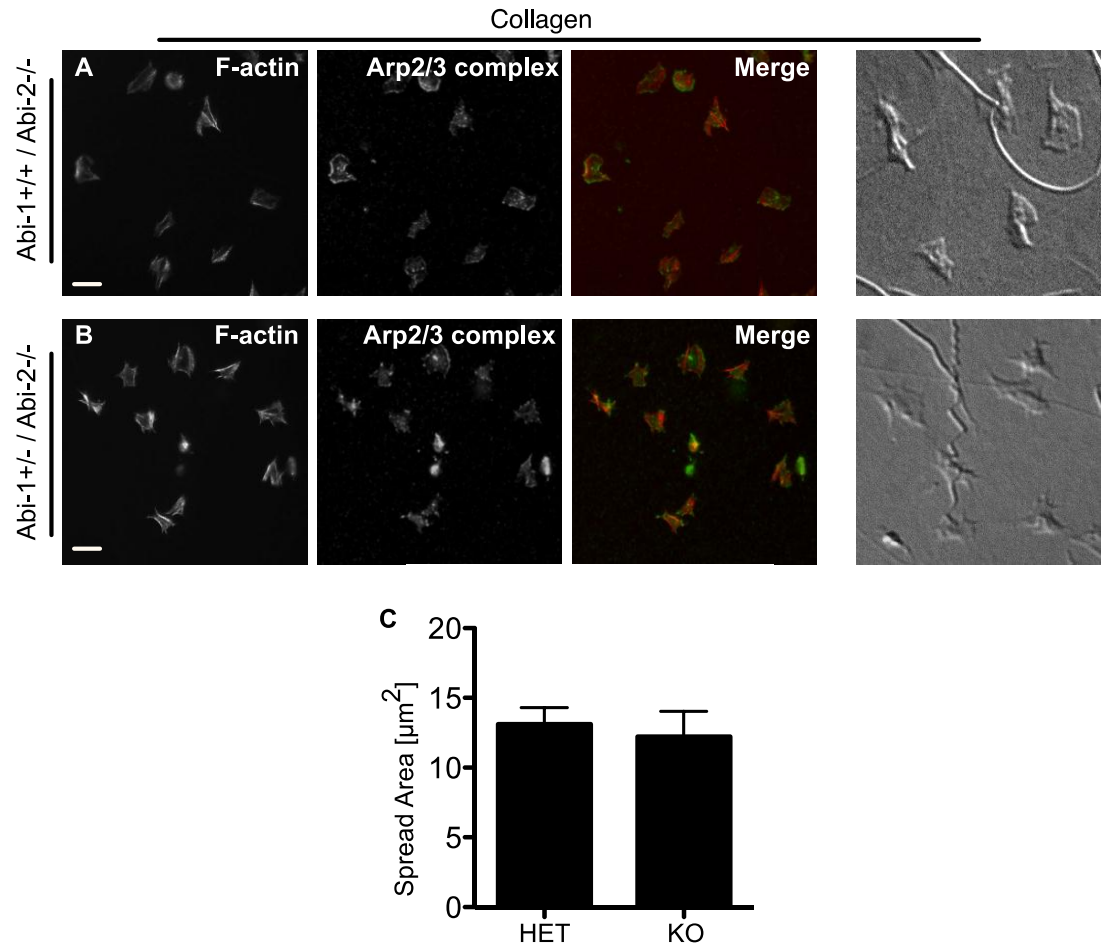 Collagen
Abi-1+/+ / Abi-2-/-
A
F-actin
Arp2/3 complex
Merge
Abi-1+/- / Abi-2-/-
B
F-actin
Arp2/3 complex
Merge
C
Spread Area [µm²]
20
15
10
5
0
HET
KO